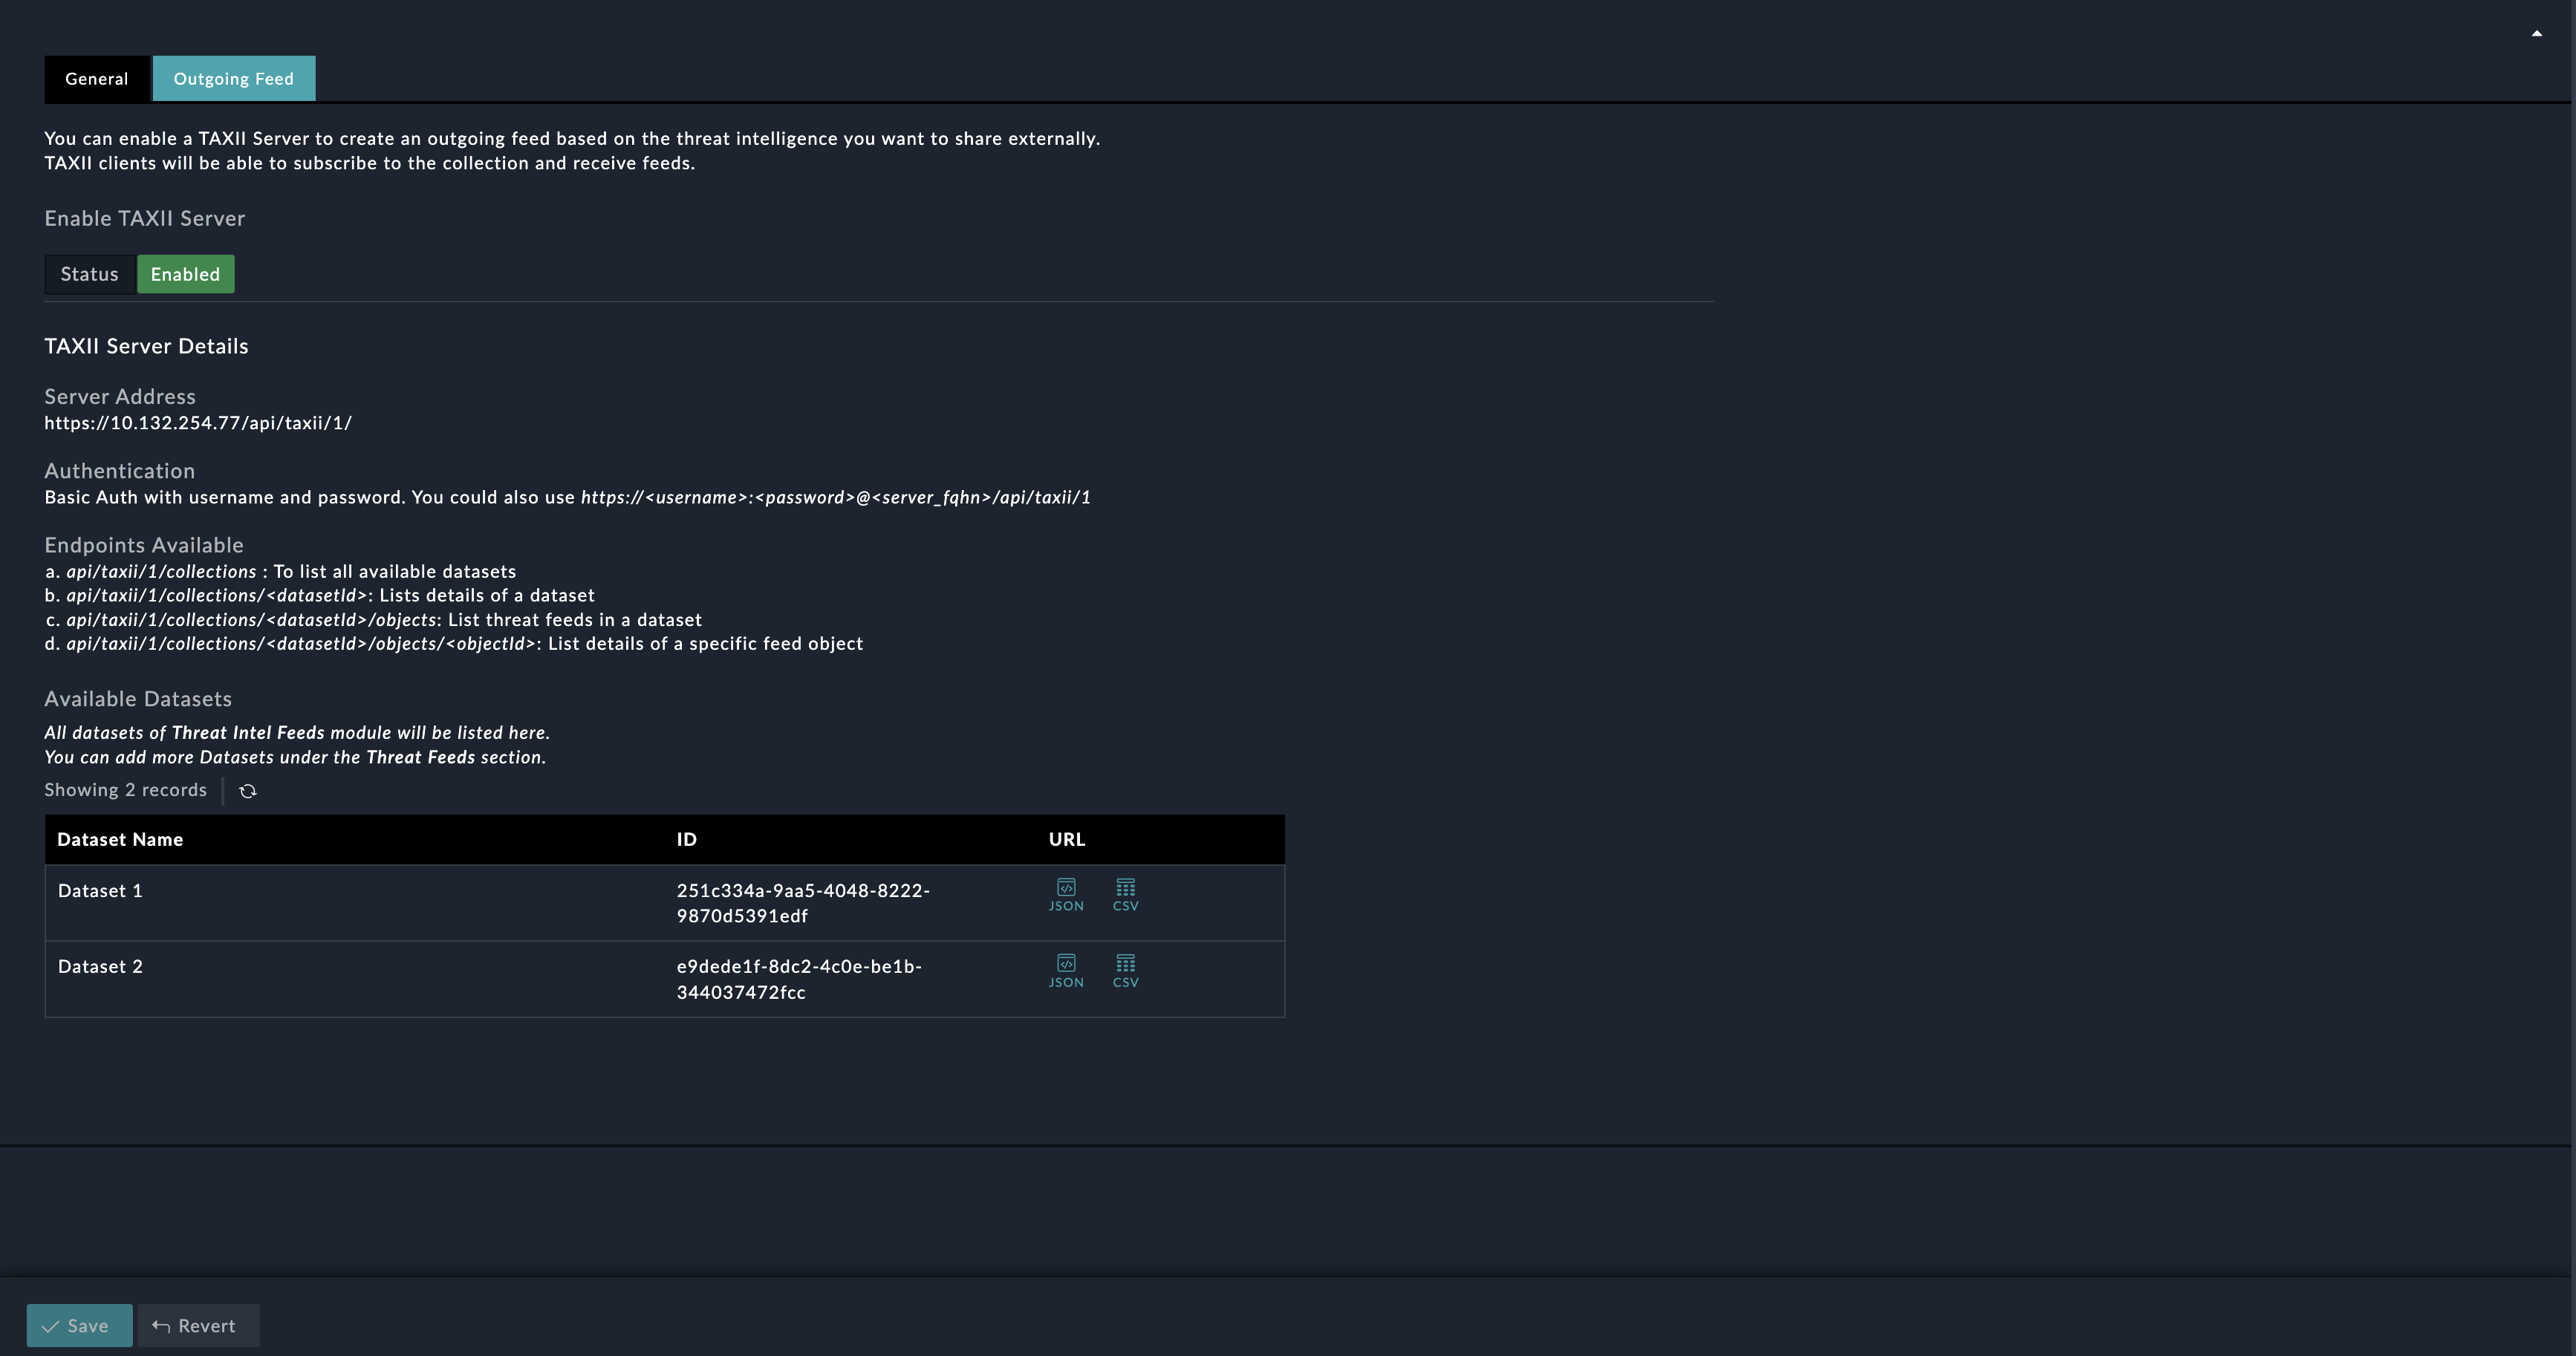 General
Outgoing Feed
You can enable a TAXII Server to create an outgoing feed based on the threat intelligence you want to share externally.
TAXII clients will be able to subscribe to the collection and receive feeds.
Enable TAXII Server
Status Enabled
TAXII Server Details
Server Address
https://10.132.254.77/api/taxii/1/
Authentication
Basic Auth with username and password. You could also use https://<username>:<password>@<server_fqhn>/api/taxii/1
Endpoints Available
a. api/taxii/1/collections : To list all available datasets
b. api/taxii/1/collections/<datasetId>: Lists details of a dataset
c. api/taxii/1/collections/<datasetId>/objects: List threat feeds in a dataset
d. api/taxii/1/collections/<datasetId>/objects/<objectId>: List details of a specific feed object
Available Datasets
All datasets of Threat Intel Feeds module will be listed here.
You can add more Datasets under the Threat Feeds section.
Showing 2 records
Dataset Name ID URL
Dataset 1 251c334a-9aa5-4048-8222-
9870d5391edf
JSON CSV
Dataset 2 e9dede1f-8dc2-4c0e-be1b-
344037472fcc
JSON CSV
Save Revert